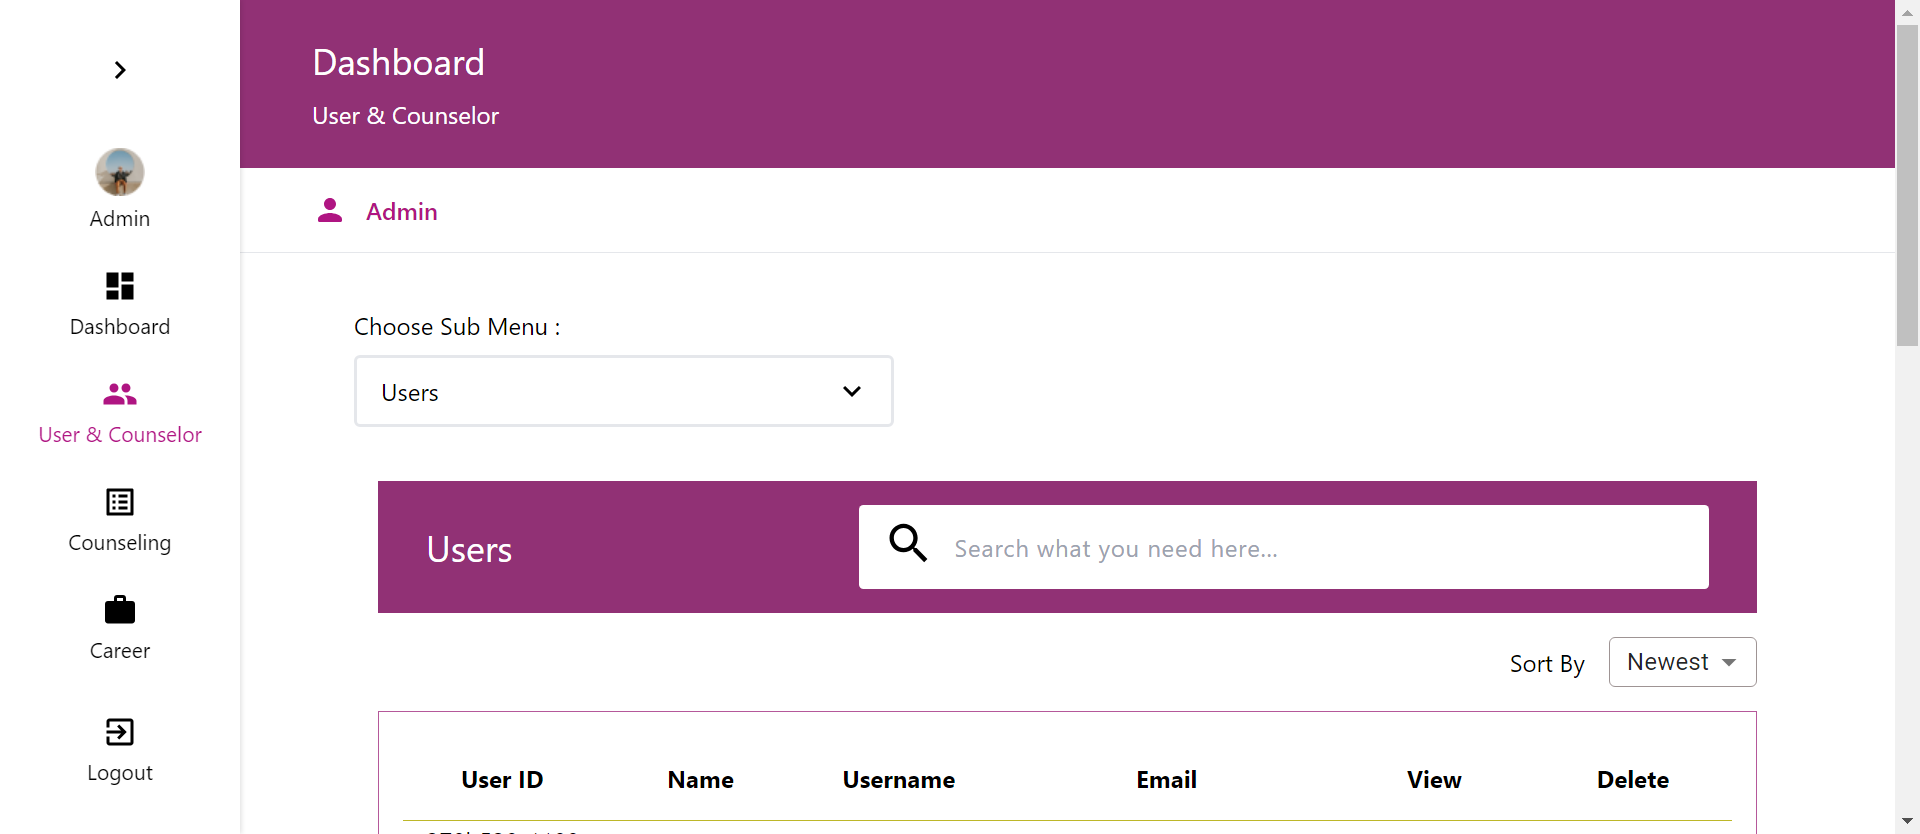 Dashboard
User & Counselor
Admin
Admin
Dashboard
User & Counselor
Counseling
Career
Logout
Choose Sub Menu :
Users
Users
Search what you need here...
Sort By
Newest
User ID Name Username Email View Delete